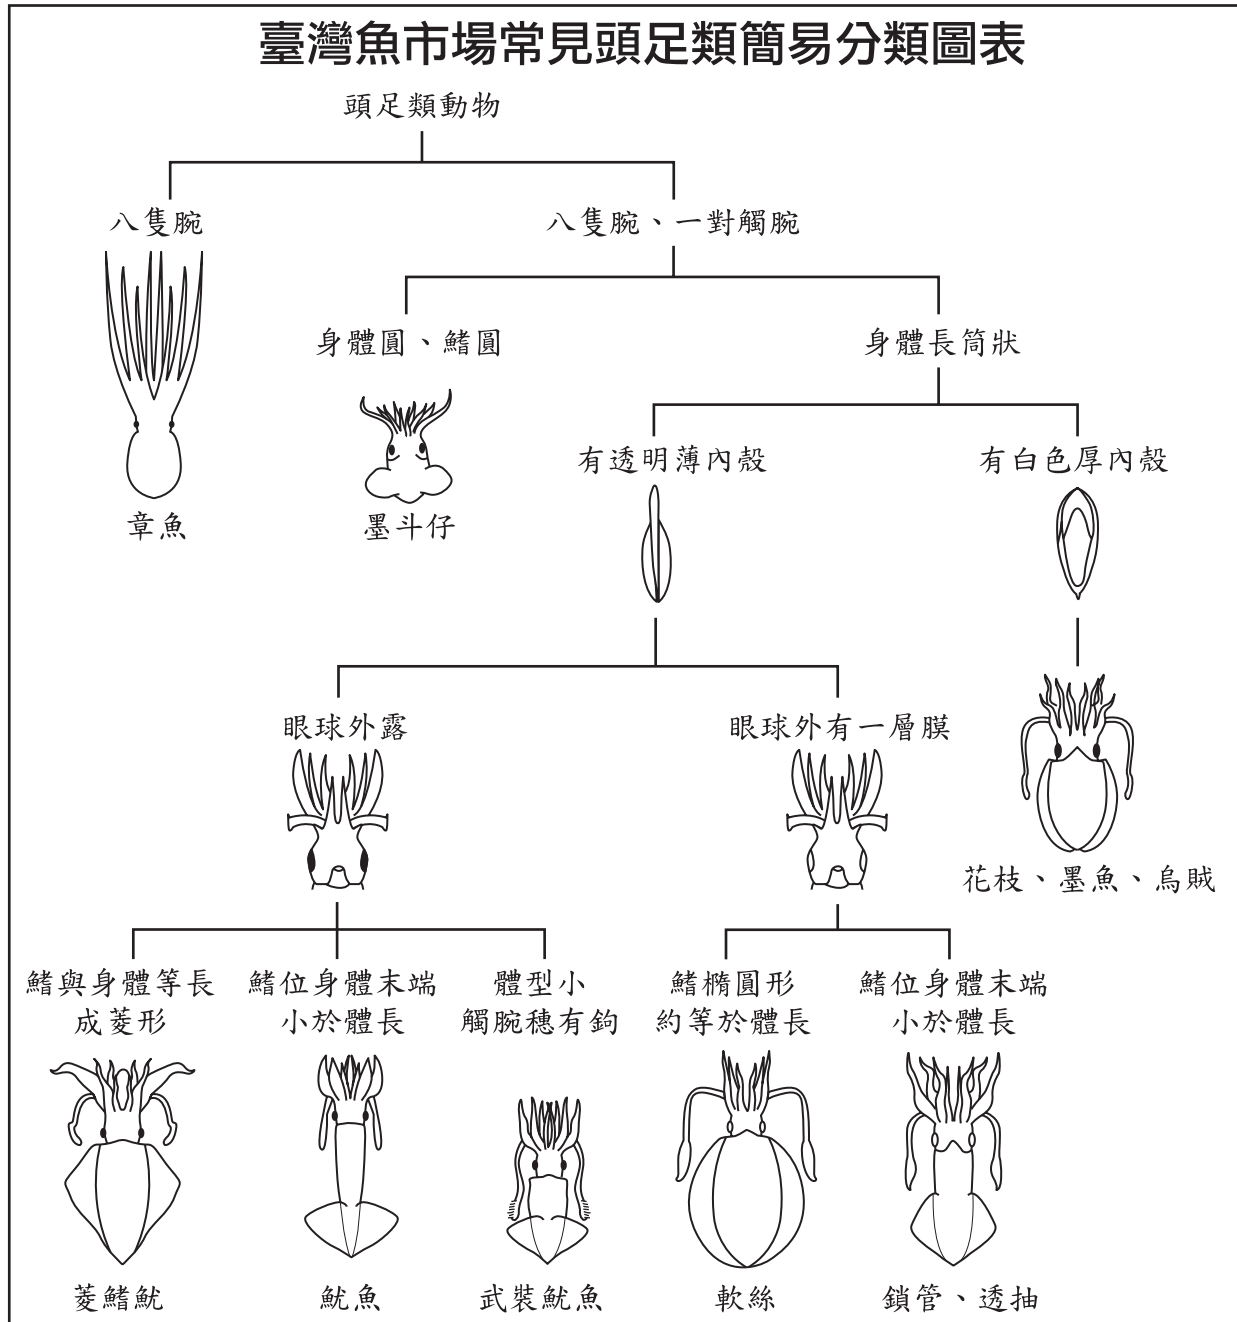 臺灣魚市場常見頭足類簡易分類圖表
頭足類動物
八隻腕
八隻腕、一對觸腕
身體圓、鰭圓
身體長筒狀
有透明薄內殼
有白色厚內殼
章魚
墨斗仔
眼球外露
眼球外有一層膜
花枝、墨魚、烏賊
鰭與身體等長
成菱形
鰭位身體末端
小於體長
體型小
觸腕穗有鉤
鰭橢圓形
約等於體長
鰭位身體末端
小於體長
菱鰭魷
魷魚
武裝魷魚
軟絲
鎖管、透抽